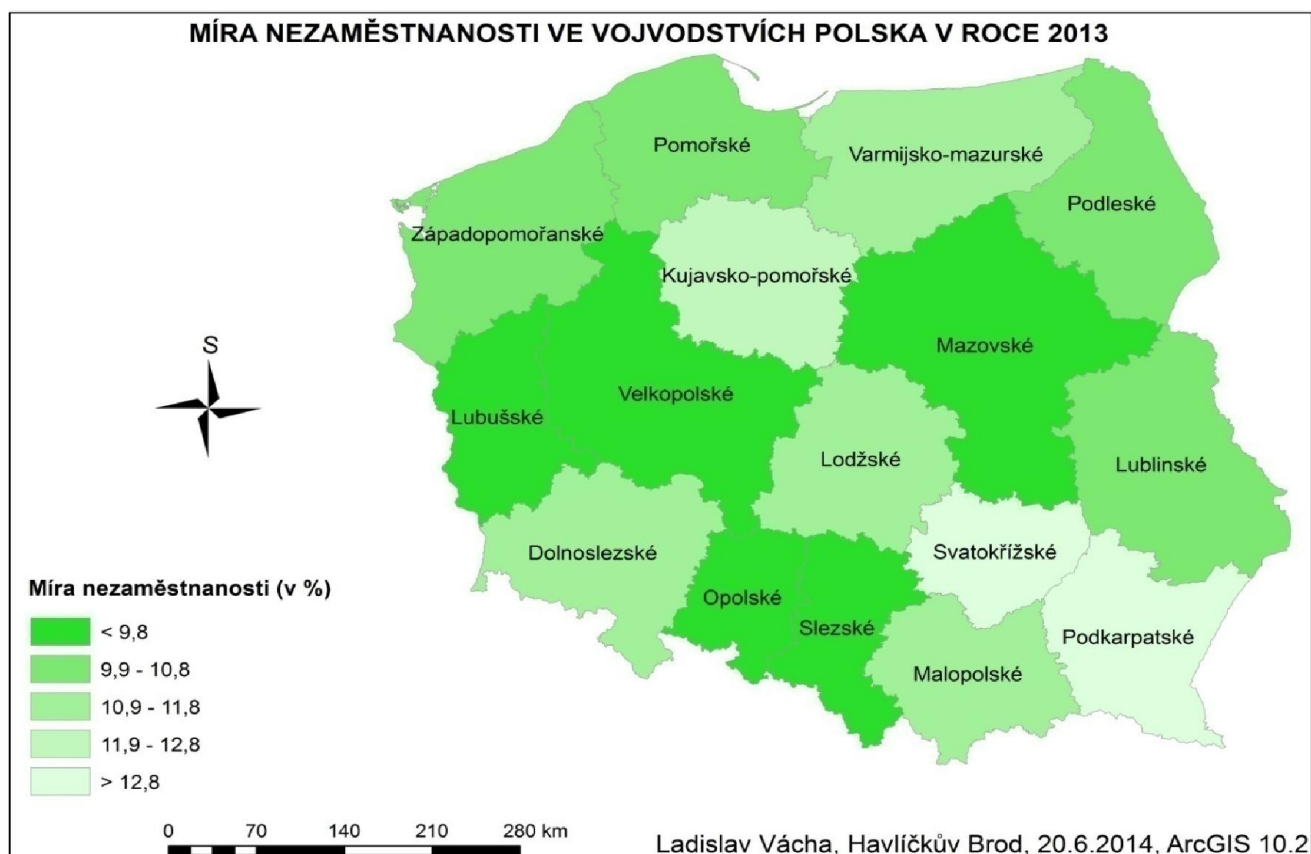 MÍRA NEZAMĚSTNANOSTI VE VOJVODSTVÍCH POLSKA V ROCE 2013
Pomořské
Varmijsko-mazurské
Podleské
Západopomořanské
Kujavsko-pomořské
Mazovské
S
Velkopolské
Lubušské
Lodžské
Lublinské
Dolnoslezské
Svatokřížské
Opolské
Slezské
Podkarpatské
Malopolské
Míra nezaměstnanosti (v %)
< 9,8
9,9 - 10,8
10,9 - 11,8
11,9 - 12,8
> 12,8
0 70 140 210 280 km
Ladislav Vácha, Havlíčkův Brod, 20.6.2014, ArcGIS 10.2